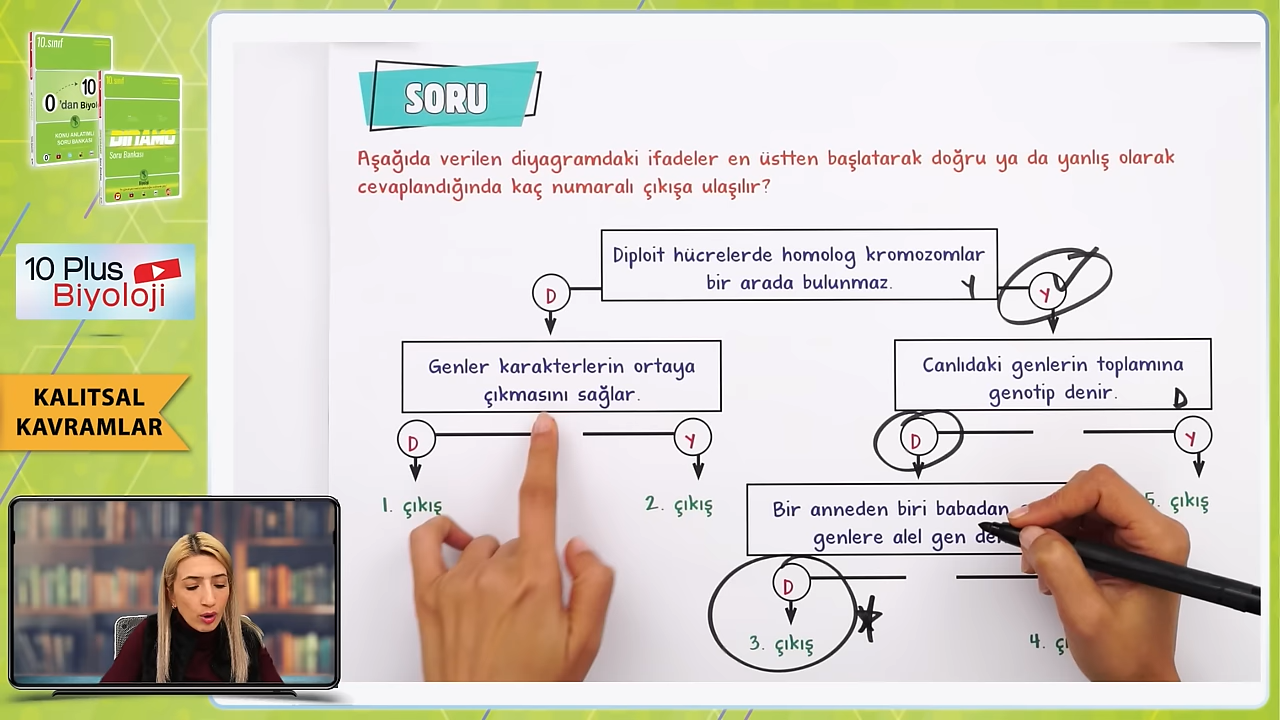 10.sınıf
0 'dan 10
KONU ANLATIMLI
SORU BANKASI
10.sınıf
DİNAMO
Soru Bankası
10 Plus
Biyoloji
KALITSAL
KAVRAMLAR
SORU
Aşağıda verilen diyagramdaki ifadeler en üstten başlatarak doğru ya da yanlış olarak
cevaplandığında kaç numaralı çıkışa ulaşılır?
Diploit hücrelerde homolog kromozomlar
bir arada bulunmaz. Y
D
Y
Genler karakterlerin ortaya
çıkmasını sağlar.
Canlıdaki genlerin toplamına
genotip denir. D
D
Y
D
Y
1. çıkış
2. çıkış
5. çıkış
Bir anneden biri babadan
genlere alel gen
D
3. çıkış
4.